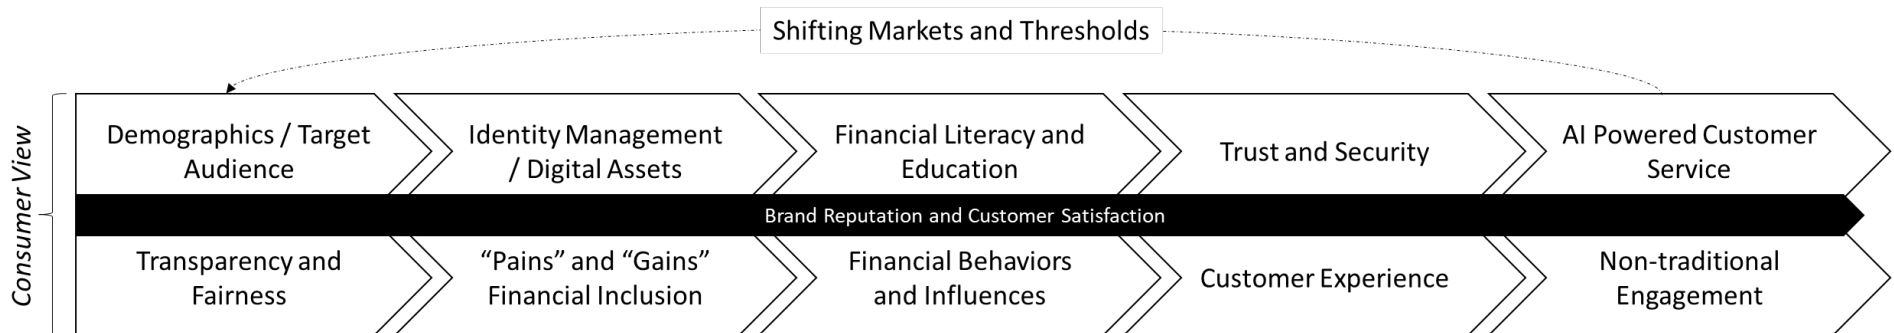 Shifting Markets and Thresholds
Consumer View
Demographics / Target
Audience
Identity Management
/ Digital Assets
Financial Literacy and
Education
Trust and Security
AI Powered Customer
Service
Brand Reputation and Customer Satisfaction
Transparency and
Fairness
“Pains” and “Gains”
Financial Inclusion
Financial Behaviors
and Influences
Customer Experience
Non-traditional
Engagement